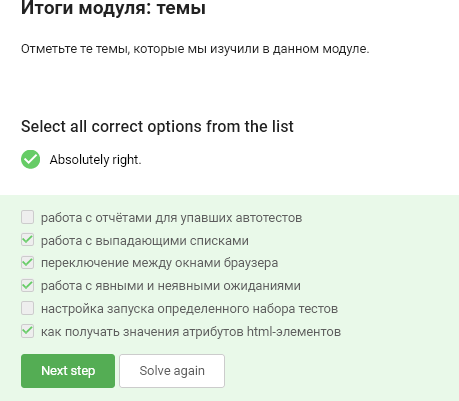 Итоги модуля: темы
Отметьте те темы, которые мы изучили в данном модуле.
Select all correct options from the list
Absolutely right.
работа с отчётами для упавших автотестов
работа с выпадающими списками
переключение между окнами браузера
работа с явными и неявными ожиданиями
настройка запуска определенного набора тестов
как получать значения атрибутов html-элементов
Next step
Solve again